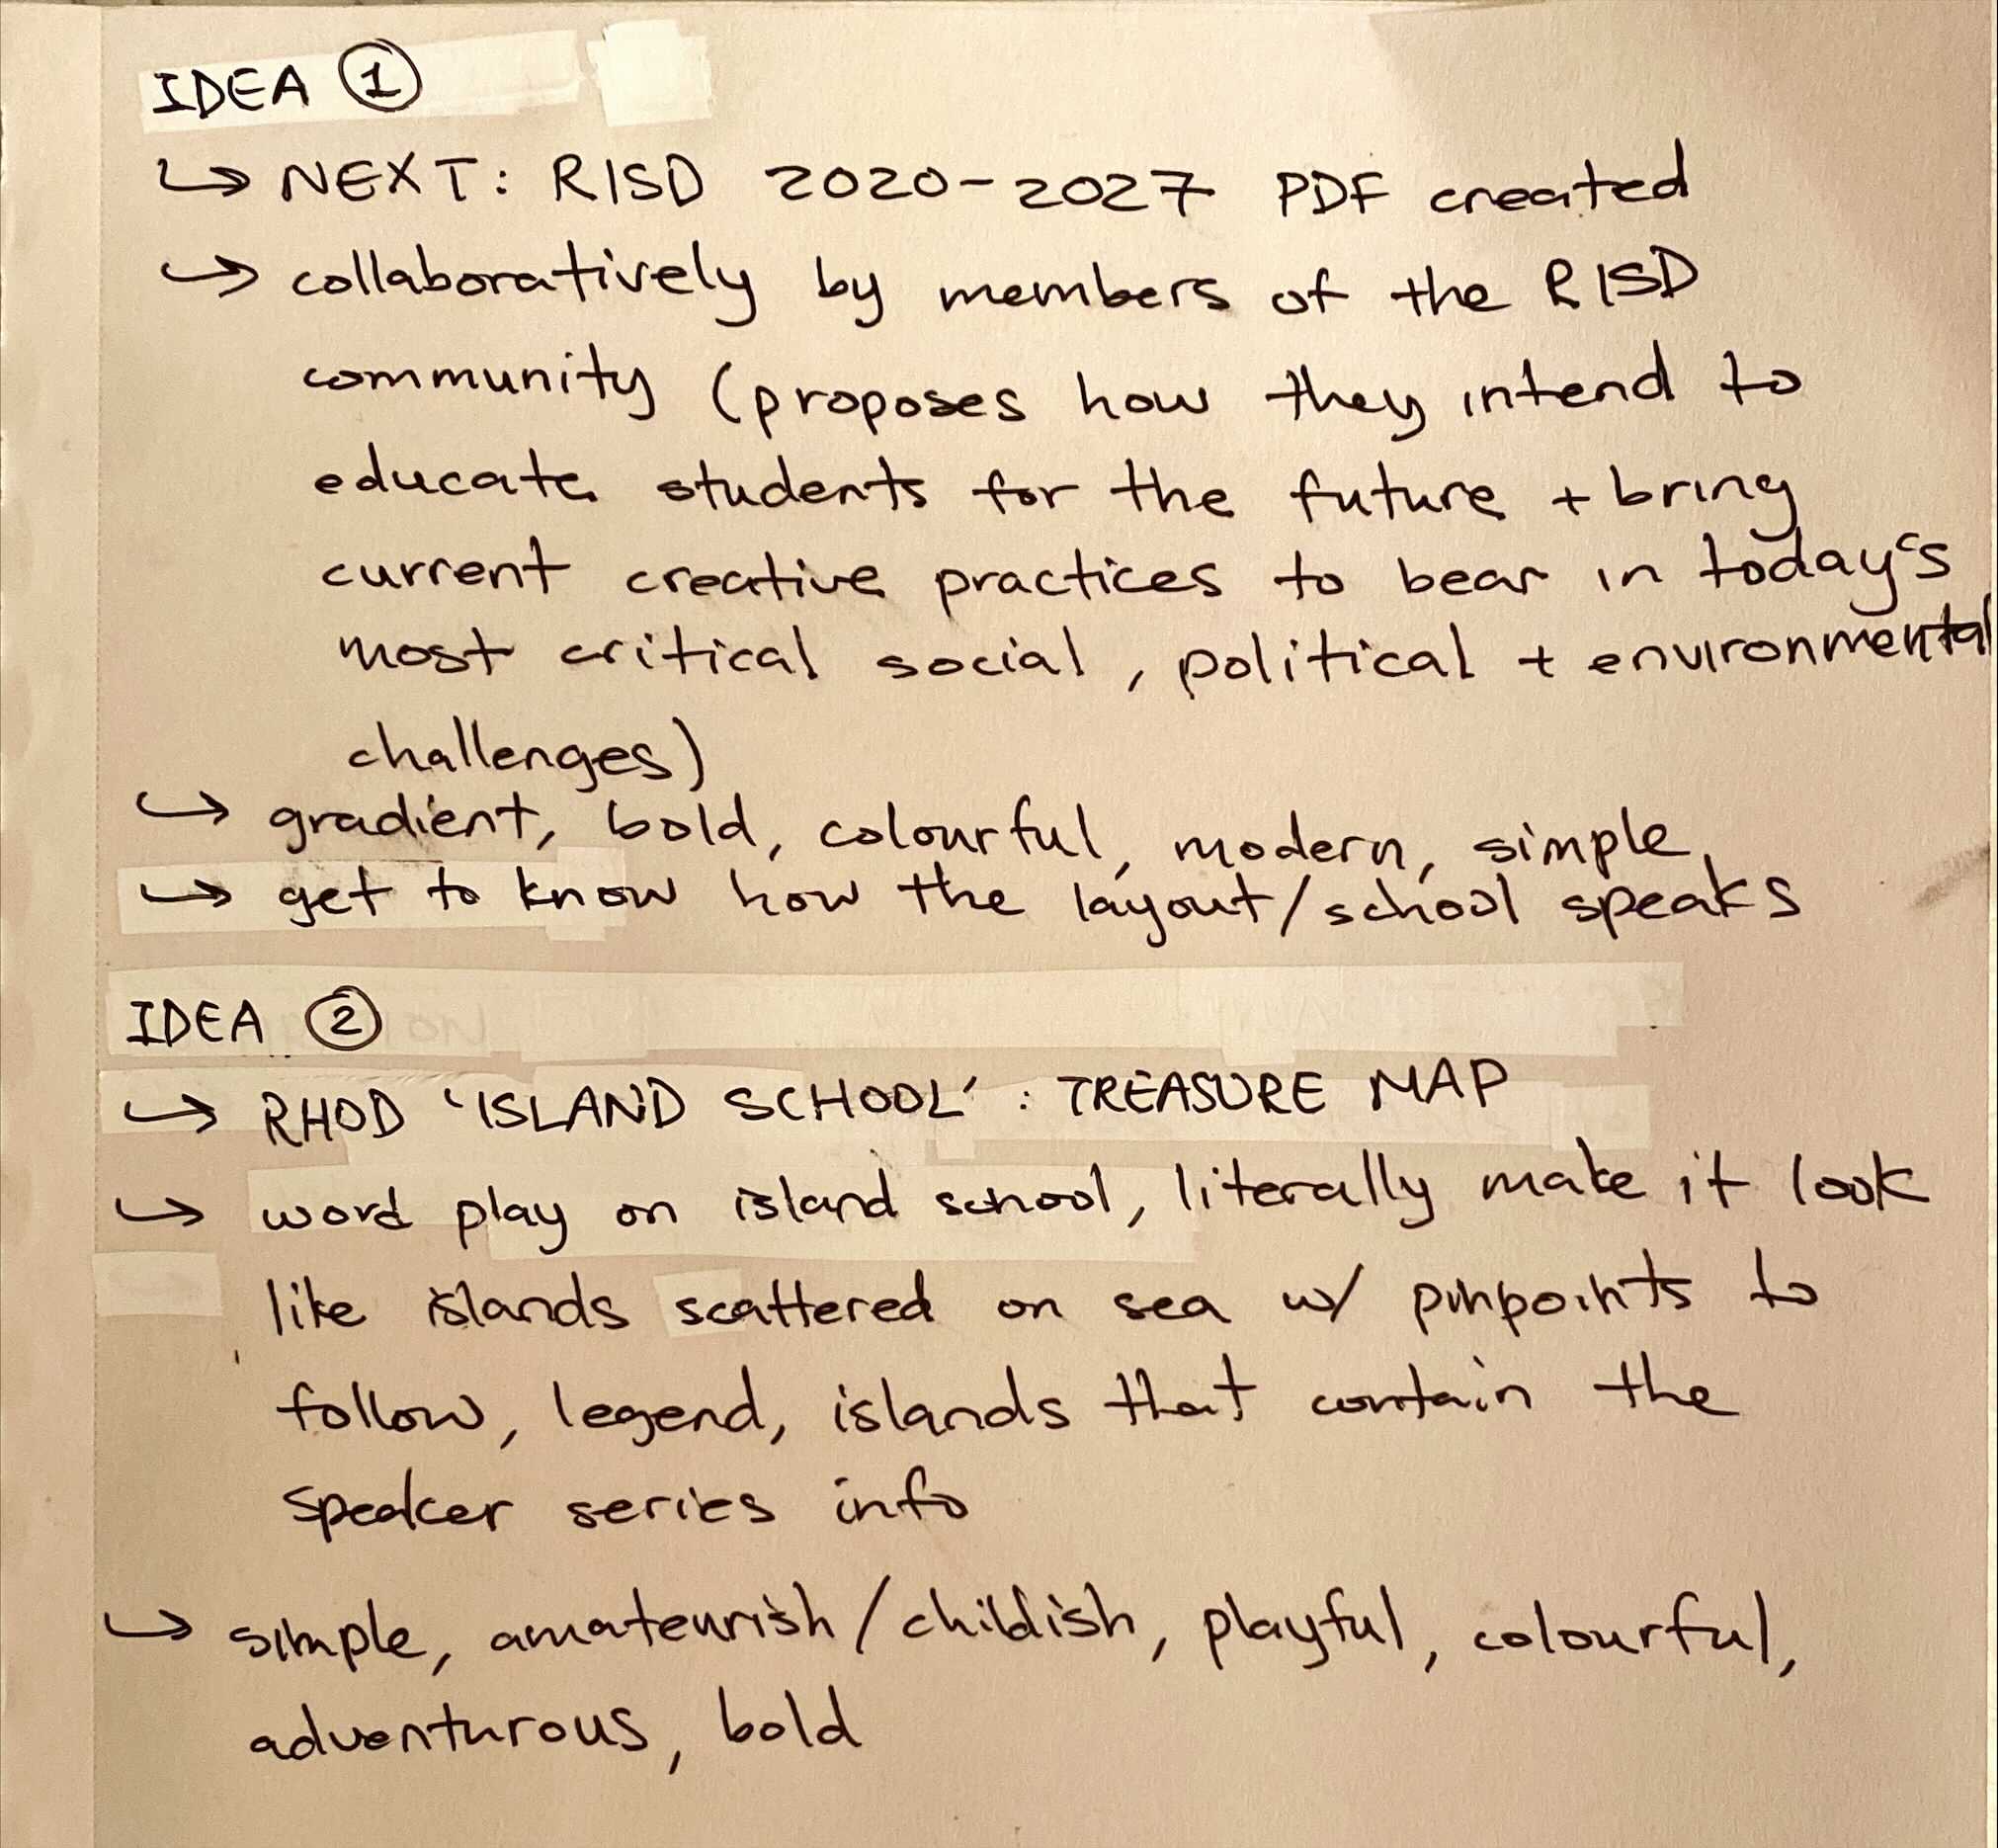 IDEA ①
↳ NEXT: RISD 2020-2027 PDF created
↳ collaboratively by members of the RISD
community (proposes how they intend to
educate students for the future + bring
current creative practices to bear in today's
most critical social, political + environmental
challenges)
↳ gradient, bold, colourful, modern, simple,
↳ get to know how the layout/school speaks
IDEA ②
↳ RHOD 'ISLAND SCHOOL' : TREASURE MAP
↳ word play on island school, literally make it look
like islands scattered on sea w/ pinpoints to
follow, legend, islands that contain the
speaker series info
↳ simple, amateurish/childish, playful, colourful,
adventurous, bold